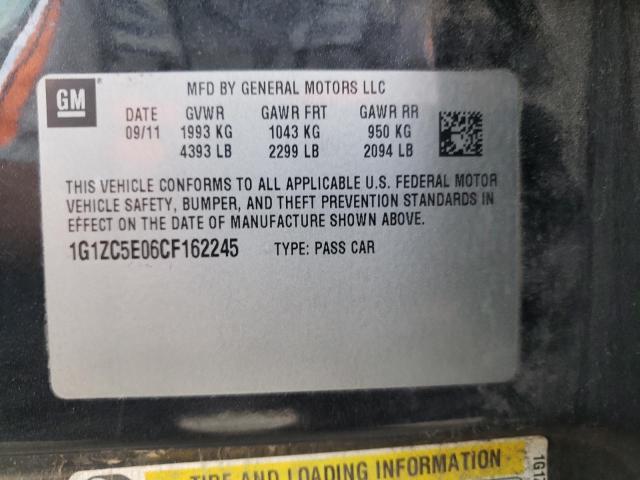 GM
MFD BY GENERAL MOTORS LLC
DATE GVWR GAWR FRT GAWR RR
09/11 1993 KG 1043 KG 950 KG
4393 LB 2299 LB 2094 LB
THIS VEHICLE CONFORMS TO ALL APPLICABLE U.S. FEDERAL MOTOR
VEHICLE SAFETY, BUMPER, AND THEFT PREVENTION STANDARDS IN
EFFECT ON THE DATE OF MANUFACTURE SHOWN ABOVE.
1G1ZC5E06CF162245 TYPE: PASS CAR
TIRE AND LOADING INFORMATION
1G1Z